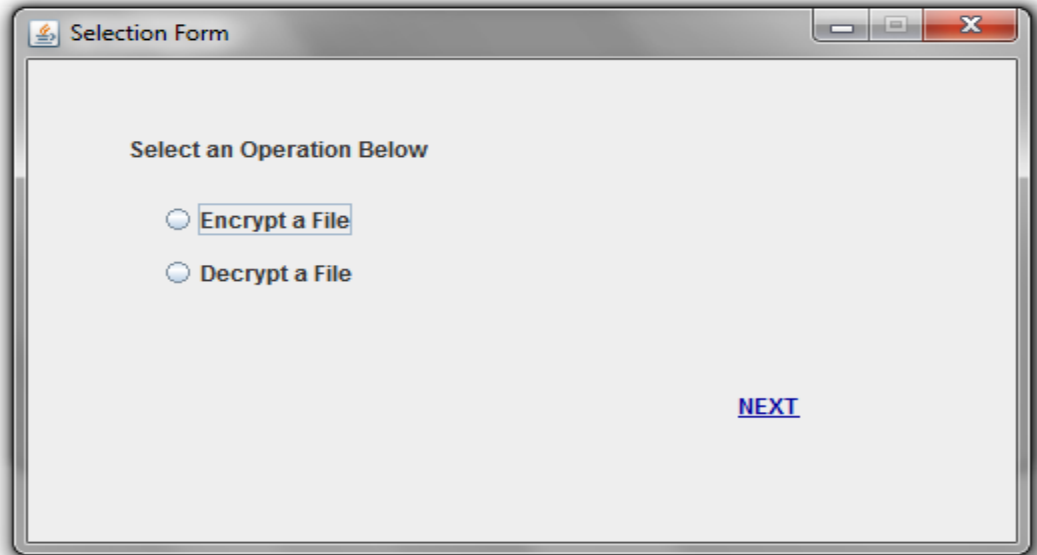 Selection Form
Select an Operation Below
Encrypt a File
Decrypt a File
NEXT